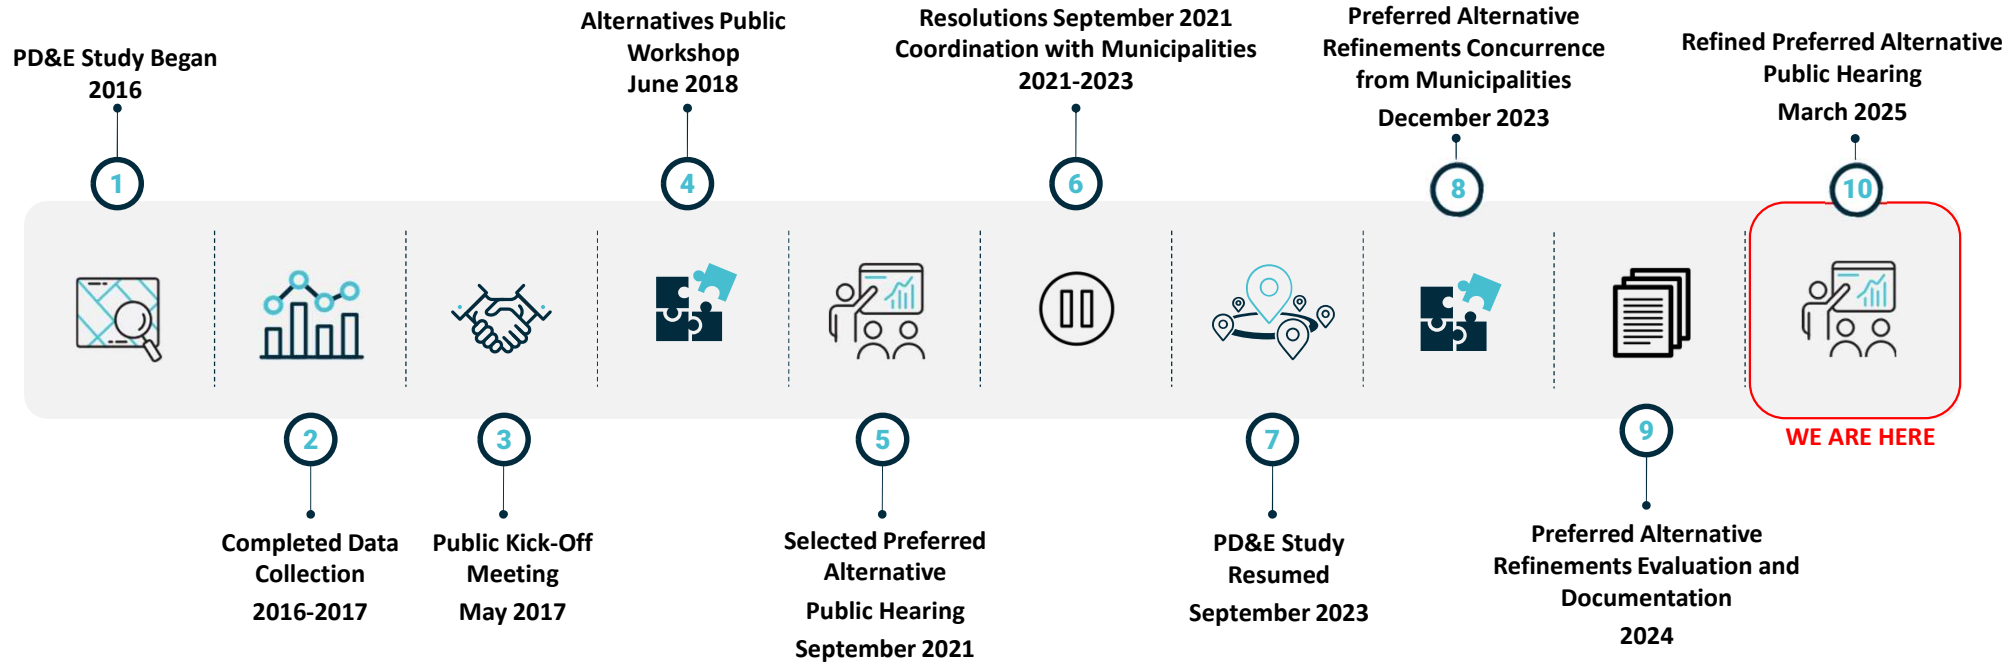 PD&E Study Began
2016
1
2
Completed Data
Collection
2016-2017
3
Public Kick-Off
Meeting
May 2017
Alternatives Public
Workshop
June 2018
4
5
Selected Preferred
Alternative
Public Hearing
September 2021
Resolutions September 2021
Coordination with Municipalities
2021-2023
6
7
PD&E Study
Resumed
September 2023
Preferred Alternative
Refinements Concurrence
from Municipalities
December 2023
8
9
Preferred Alternative
Refinements Evaluation and
Documentation
2024
Refined Preferred Alternative
Public Hearing
March 2025
10
WE ARE HERE